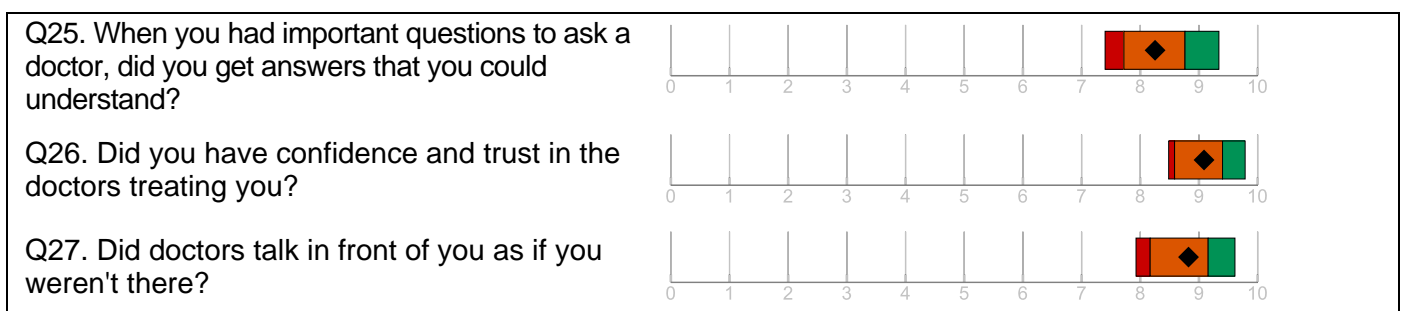 Q25. When you had important questions to ask a
doctor, did you get answers that you could
understand?
0 1 2 3 4 5 6 7 8 9 10
Q26. Did you have confidence and trust in the
doctors treating you?
0 1 2 3 4 5 6 7 8 9 10
Q27. Did doctors talk in front of you as if you
weren't there?
0 1 2 3 4 5 6 7 8 9 10